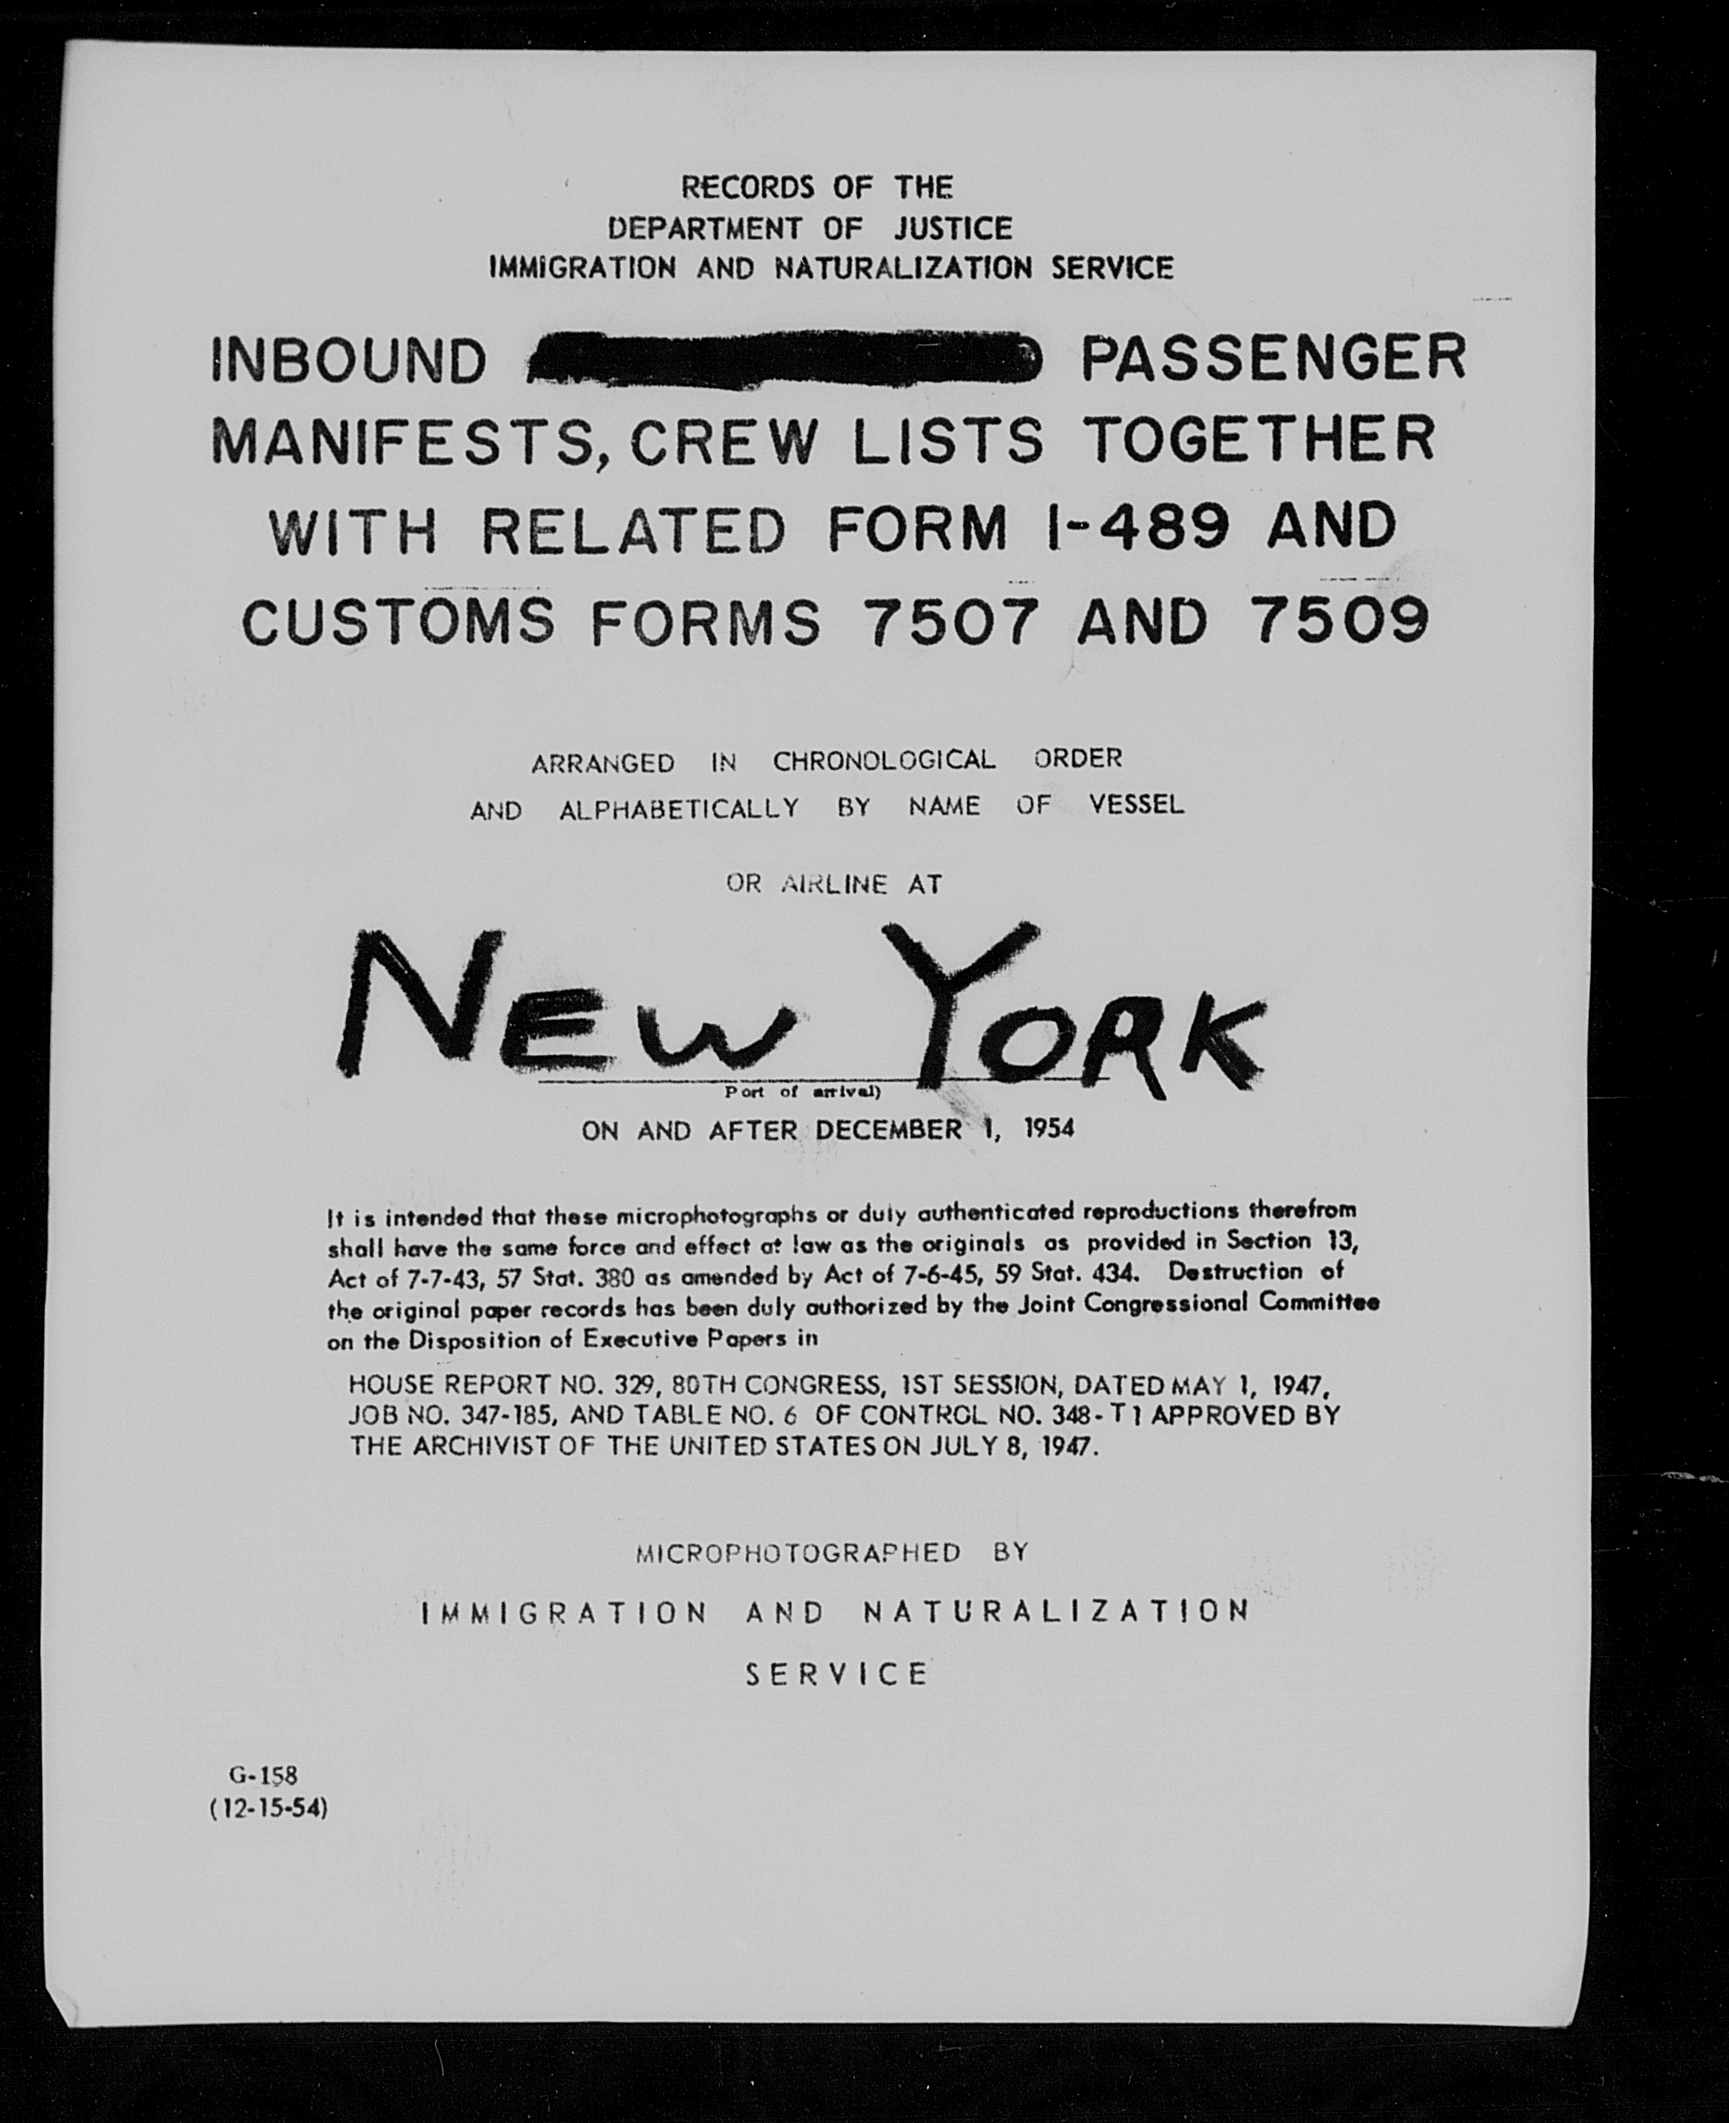 RECORDS OF THE
DEPARTMENT OF JUSTICE
IMMIGRATION AND NATURALIZATION SERVICE
INBOUND PASSENGER
MANIFESTS, CREW LISTS TOGETHER
WITH RELATED FORM I-489 AND
CUSTOMS FORMS 7507 AND 7509
ARRANGED IN CHRONOLOGICAL ORDER
AND ALPHABETICALLY BY NAME OF VESSEL
OR AIRLINE AT
NEW YORK
Port of arrival)
ON AND AFTER DECEMBER 1, 1954
It is intended that these microphotographs or duly authenticated reproductions therefrom
shall have the same force and effect at law as the originals as provided in Section 13,
Act of 7-7-43, 57 Stat. 380 as amended by Act of 7-6-45, 59 Stat. 434. Destruction of
the original paper records has been duly authorized by the Joint Congressional Committee
on the Disposition of Executive Papers in
HOUSE REPORT NO. 329, 80TH CONGRESS, 1ST SESSION, DATED MAY 1, 1947,
JOB NO. 347-185, AND TABLE NO. 6 OF CONTROL NO. 348-T1 APPROVED BY
THE ARCHIVIST OF THE UNITED STATES ON JULY 8, 1947.
MICROPHOTOGRAPHED BY
IMMIGRATION AND NATURALIZATION
SERVICE
G-158
(12-15-54)